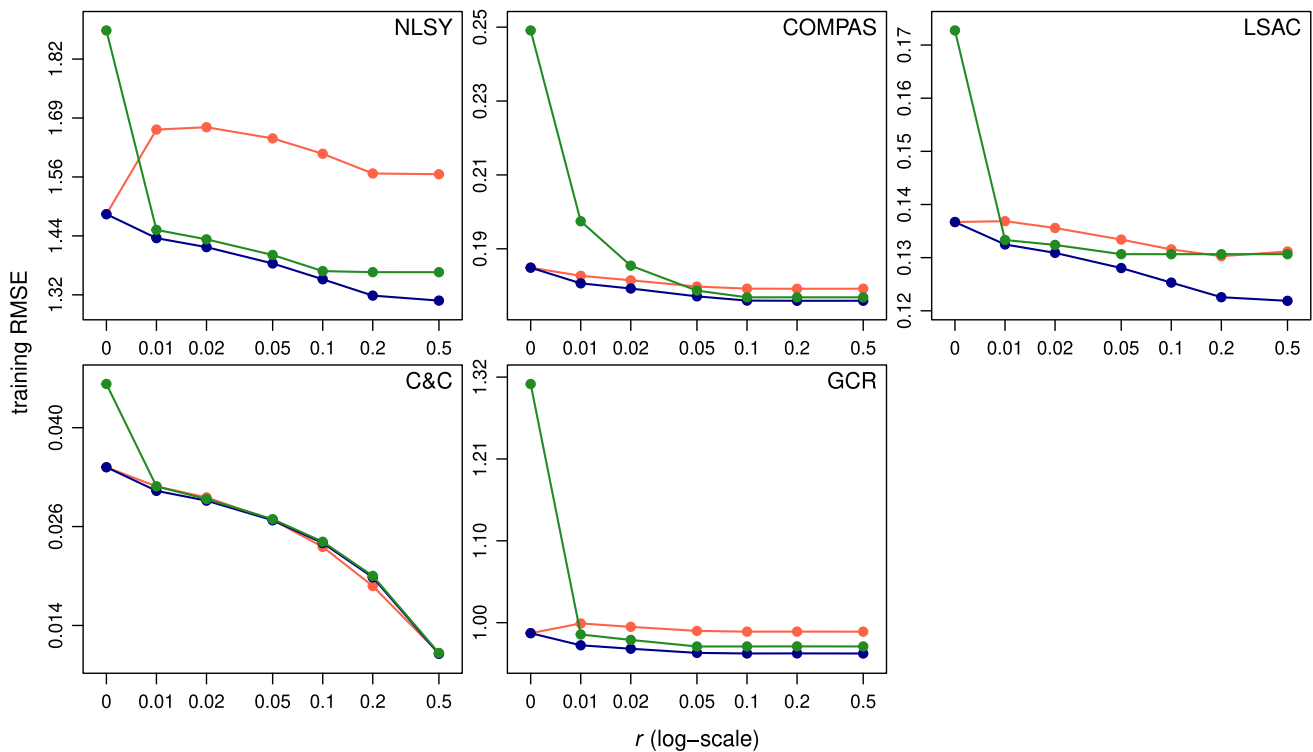 training RMSE
NLSY
1.82
1.69
1.56
1.44
1.32
0 0.01 0.02 0.05 0.1 0.2 0.5
COMPAS
0.25
0.23
0.21
0.19
0 0.01 0.02 0.05 0.1 0.2 0.5
LSAC
0.17
0.16
0.15
0.14
0.13
0.12
0 0.01 0.02 0.05 0.1 0.2 0.5
C&C
0.040
0.026
0.014
0 0.01 0.02 0.05 0.1 0.2 0.5
GCR
1.32
1.21
1.10
1.00
0 0.01 0.02 0.05 0.1 0.2 0.5
r (log−scale)